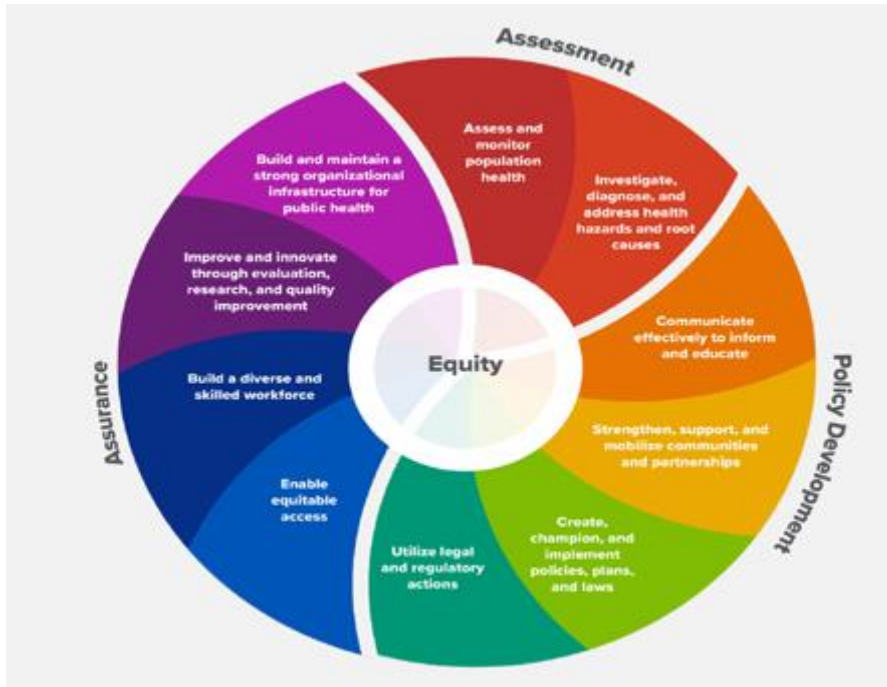 Assessment
Assess and
monitor
population
health
Investigate,
diagnose, and
address health
hazards and root
causes
Policy Development
Communicate
effectively to inform
and educate
Strengthen, support, and
mobilize communities
and partnerships
Create,
champion, and
implement
policies, plans,
and laws
Utilize legal
and regulatory
actions
Assurance
Enable
equitable
access
Build a diverse and
skilled workforce
Improve and innovate
through evaluation,
research, and quality
improvement
Build and maintain a
strong organizational
infrastructure for
public health
Equity